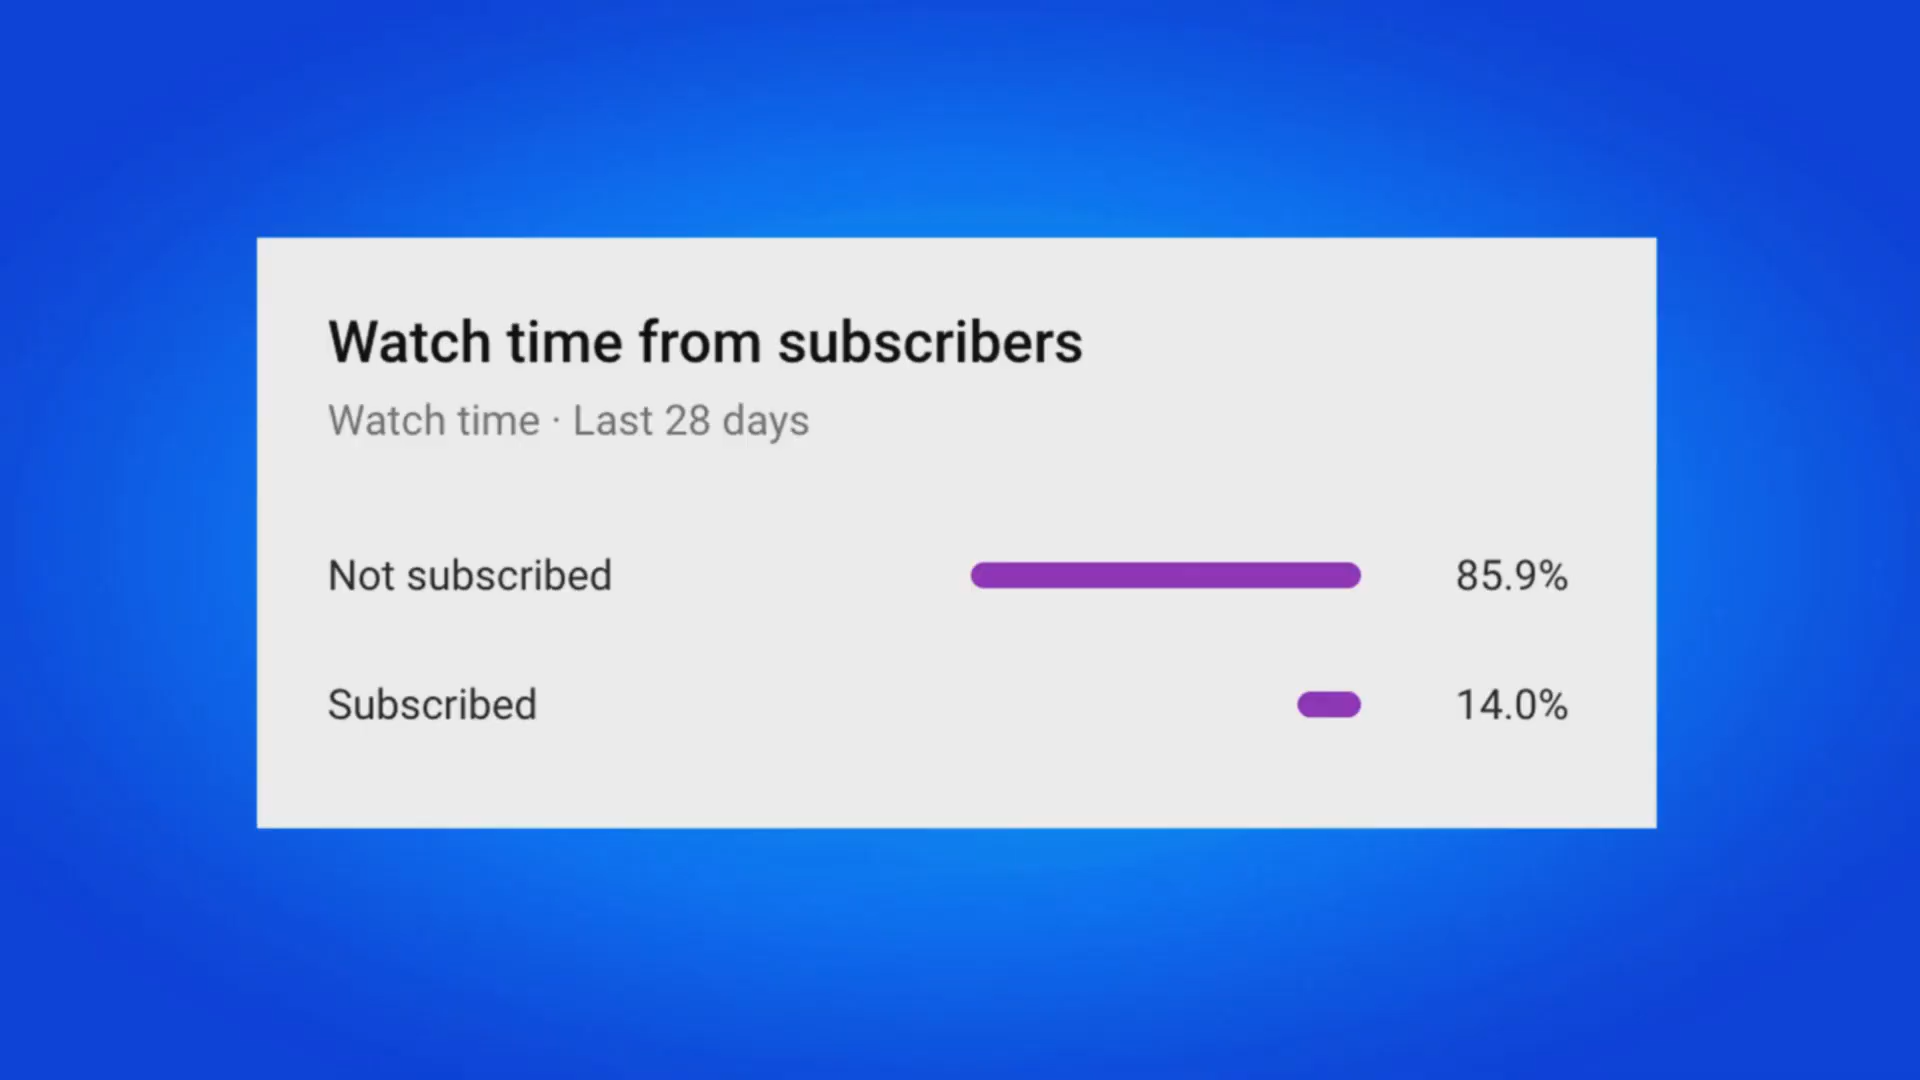 Watch time from subscribers
Watch time · Last 28 days
Not subscribed 85.9%
Subscribed 14.0%